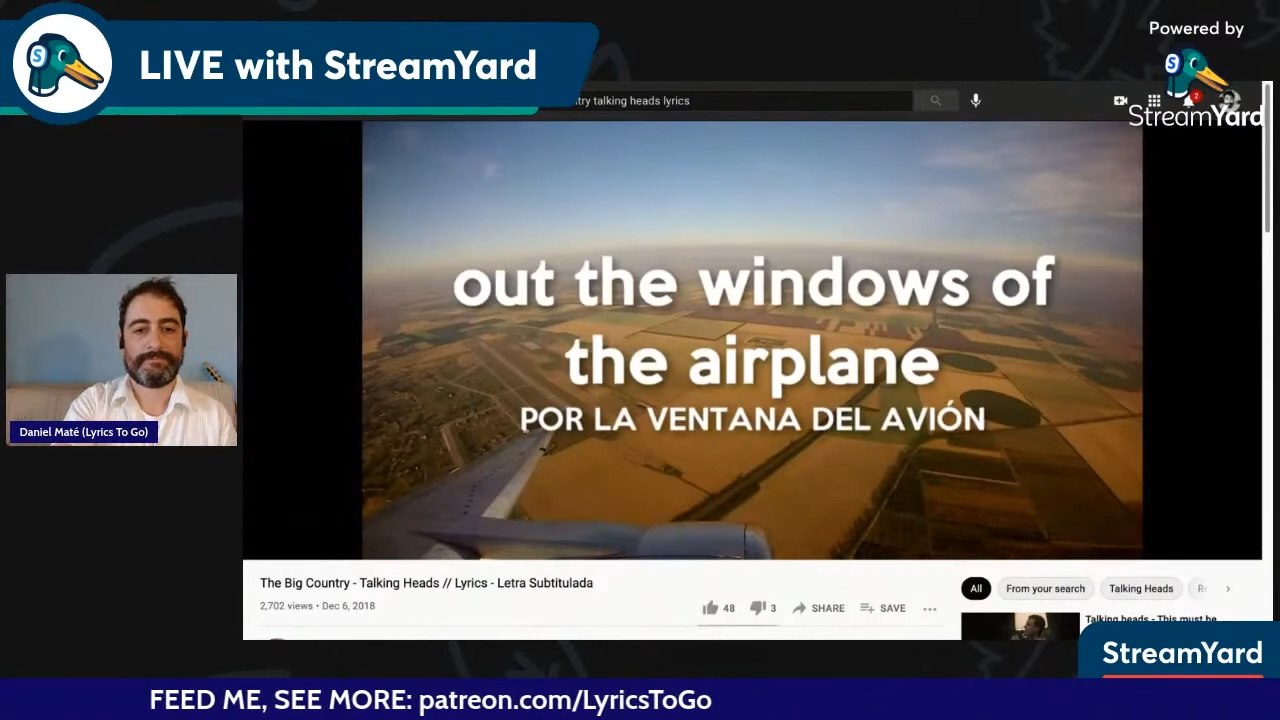 LIVE with StreamYard
Powered by
StreamYard
try talking heads lyrics
2
out the windows of
the airplane
POR LA VENTANA DEL AVIÓN
Daniel Maté (Lyrics To Go)
The Big Country - Talking Heads // Lyrics - Letra Subtitulada
2,702 views • Dec 6, 2018
48
3
SHARE
SAVE
All
From your search
Talking Heads
Talking heads - This must be
StreamYard
FEED ME, SEE MORE: patreon.com/LyricsToGo